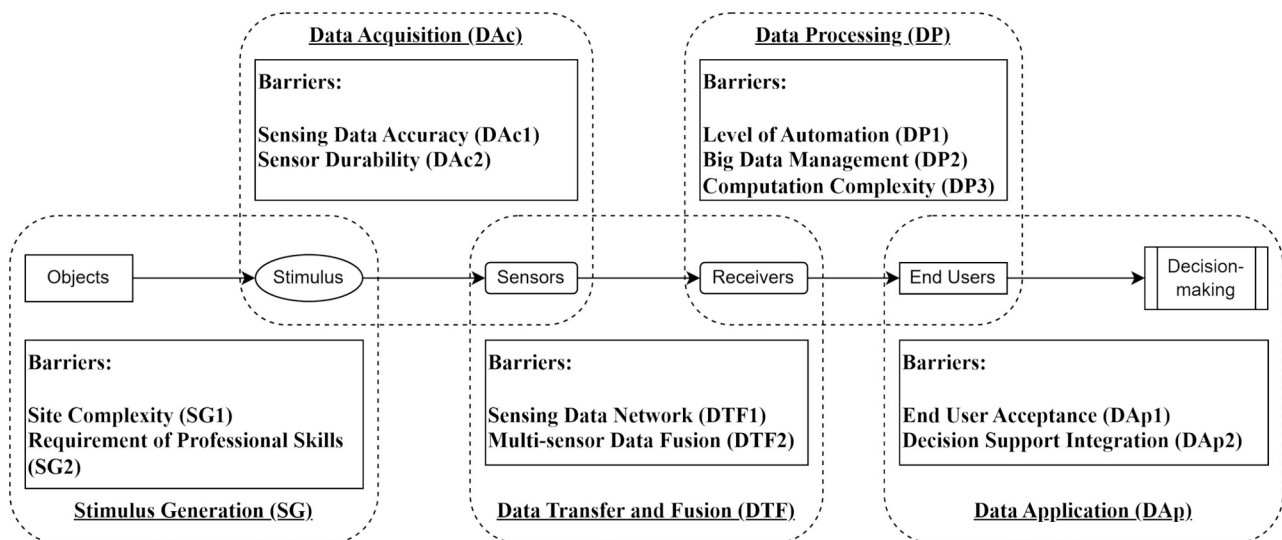 Data Acquisition (DAc)
Barriers:
Sensing Data Accuracy (DAc1)
Sensor Durability (DAc2)
Data Processing (DP)
Barriers:
Level of Automation (DP1)
Big Data Management (DP2)
Computation Complexity (DP3)
Objects
Stimulus
Sensors
Receivers
End Users
Decision-
making
Barriers:
Site Complexity (SG1)
Requirement of Professional Skills
(SG2)
Stimulus Generation (SG)
Barriers:
Sensing Data Network (DTF1)
Multi-sensor Data Fusion (DTF2)
Data Transfer and Fusion (DTF)
Barriers:
End User Acceptance (DAp1)
Decision Support Integration (DAp2)
Data Application (DAp)